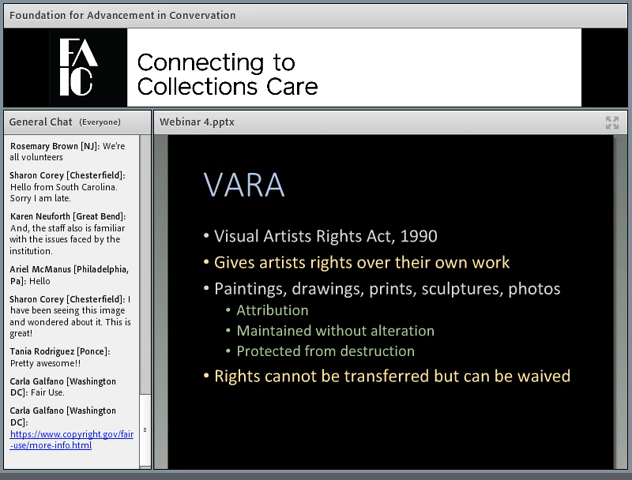 Foundation for Advancement in Convervation
FA
IC
Connecting to
Collections Care
General Chat (Everyone)
Rosemary Brown [NJ]: We're
all volunteers
Sharon Corey [Chesterfield]:
Hello from South Carolina.
Sorry I am late.
Karen Neuforth [Great Bend]:
And, the staff also is familiar
with the issues faced by the
institution.
Ariel McManus [Philadelphia,
Pa]: Hello
Sharon Corey [Chesterfield]: I
have been seeing this image
and wondered about it. This is
great!
Tania Rodriguez [Ponce]:
Pretty awesome!!
Carla Galfano [Washington
DC]: Fair Use.
Carla Galfano [Washington
DC]:
https://www.copyright.gov/fair
-use/more-info.html
Webinar 4.pptx
VARA
• Visual Artists Rights Act, 1990
• Gives artists rights over their own work
• Paintings, drawings, prints, sculptures, photos
• Attribution
• Maintained without alteration
• Protected from destruction
• Rights cannot be transferred but can be waived